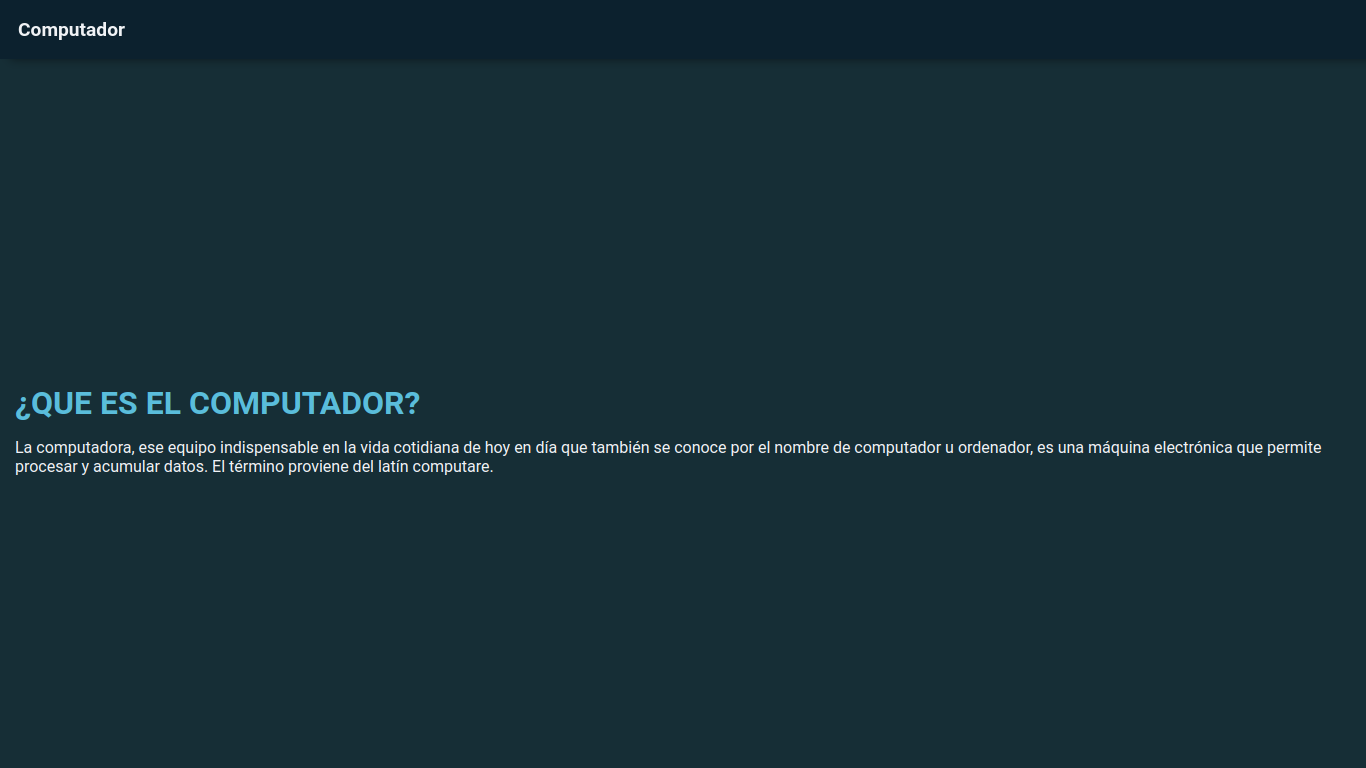 Computador
¿QUE ES EL COMPUTADOR?
La computadora, ese equipo indispensable en la vida cotidiana de hoy en día que también se conoce por el nombre de computador u ordenador, es una máquina electrónica que permite
procesar y acumular datos. El término proviene del latín computare.